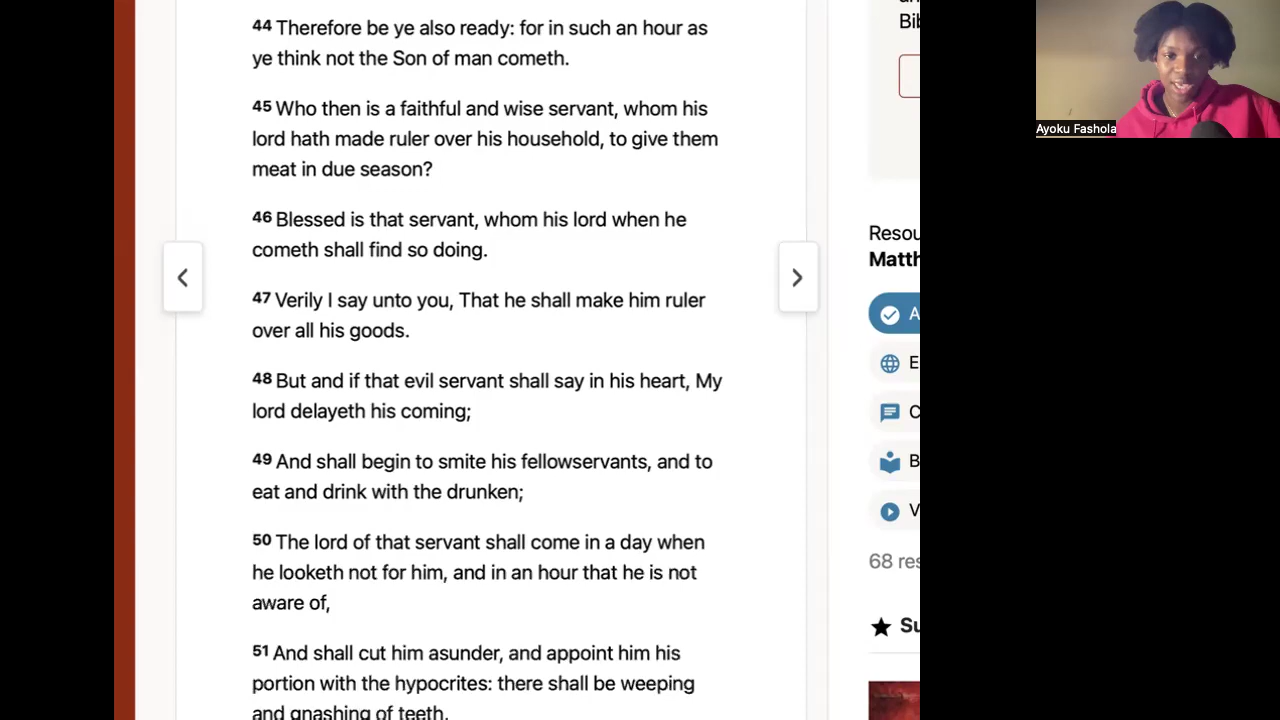 44 Therefore be ye also ready: for in such an hour as
ye think not the Son of man cometh.
45 Who then is a faithful and wise servant, whom his
lord hath made ruler over his household, to give them
meat in due season?
46 Blessed is that servant, whom his lord when he
cometh shall find so doing.
47 Verily I say unto you, That he shall make him ruler
over all his goods.
48 But and if that evil servant shall say in his heart, My
lord delayeth his coming;
49 And shall begin to smite his fellowservants, and to
eat and drink with the drunken;
50 The lord of that servant shall come in a day when
he looketh not for him, and in an hour that he is not
aware of,
51 And shall cut him asunder, and appoint him his
portion with the hypocrites: there shall be weeping
and gnashing of teeth.
Bib
Resou
Matth
A
E
C
B
V
68 res
Su
Ayoku Fashola